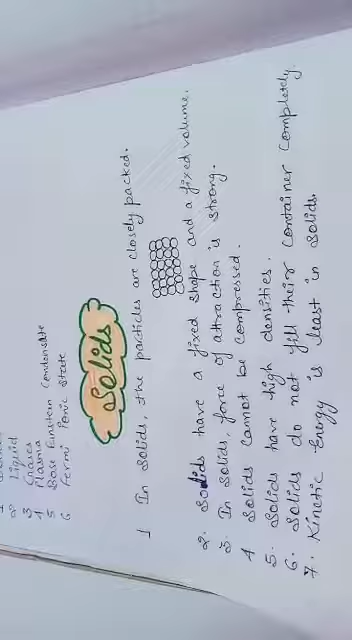 2 Liquid
3 Gases
4 Plasma
5 Bose Einstein Condensate
6 Fermi Ionic State
Solids
1 In Solids, the particles are closely packed.
2. Solids have a fixed shape and a fixed volume.
3. In Solids, force of attraction is strong.
4 Solids cannot be compressed.
5. Solids have high densities.
6. Solids do not fill their Container Completely.
7. Kinetic Energy is least in Solids.